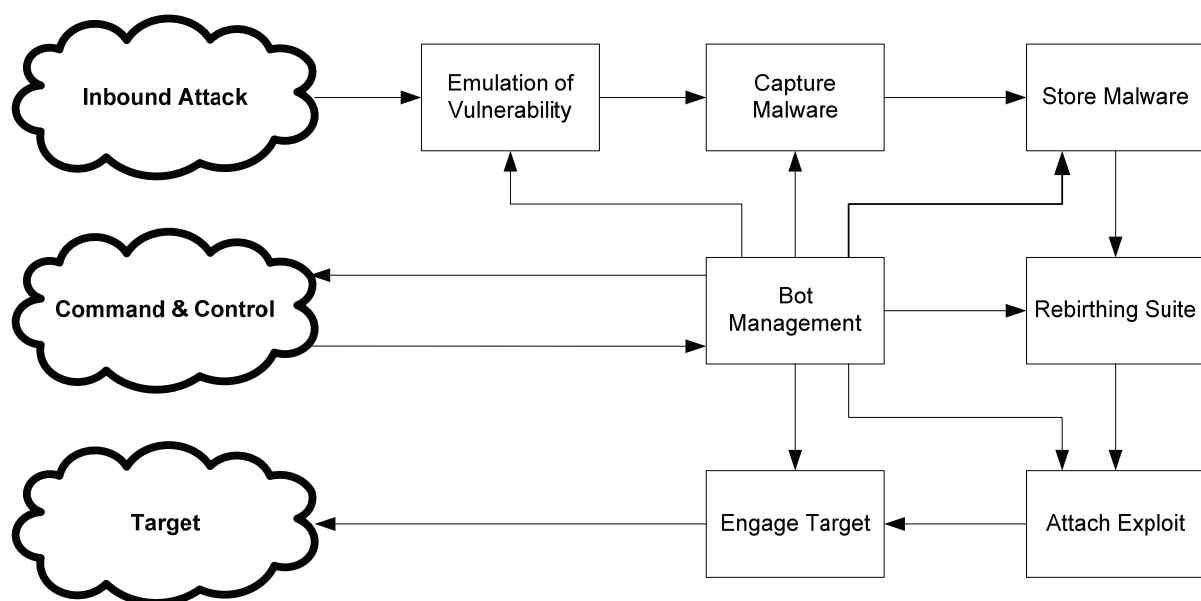 Inbound Attack
Emulation of
Vulnerability
Capture
Malware
Store Malware
Command & Control
Bot
Management
Rebirthing Suite
Target
Engage Target
Attach Exploit